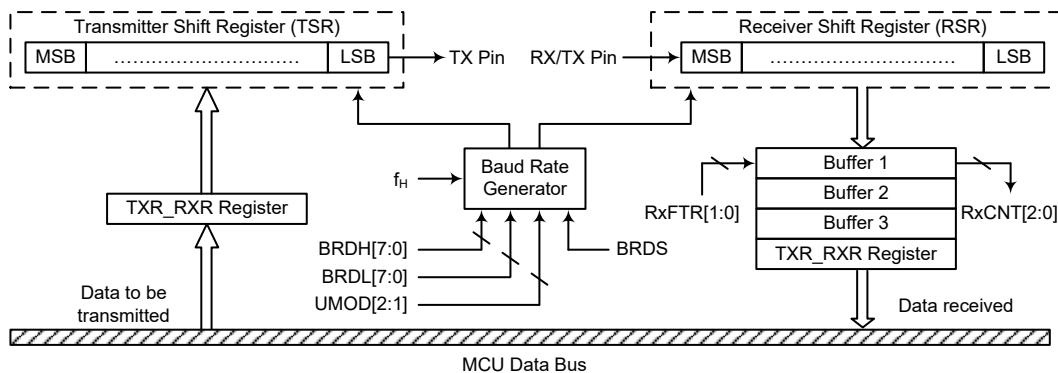 Transmitter Shift Register (TSR)
MSB ................................ LSB
TX Pin
RX/TX Pin
Receiver Shift Register (RSR)
MSB ................................ LSB
fH
Baud Rate
Generator
BRDH[7:0]
BRDL[7:0]
UMOD[2:1]
BRDS
TXR_RXR Register
Data to be
transmitted
Buffer 1
Buffer 2
Buffer 3
TXR_RXR Register
RxFTR[1:0]
RxCNT[2:0]
Data received
MCU Data Bus